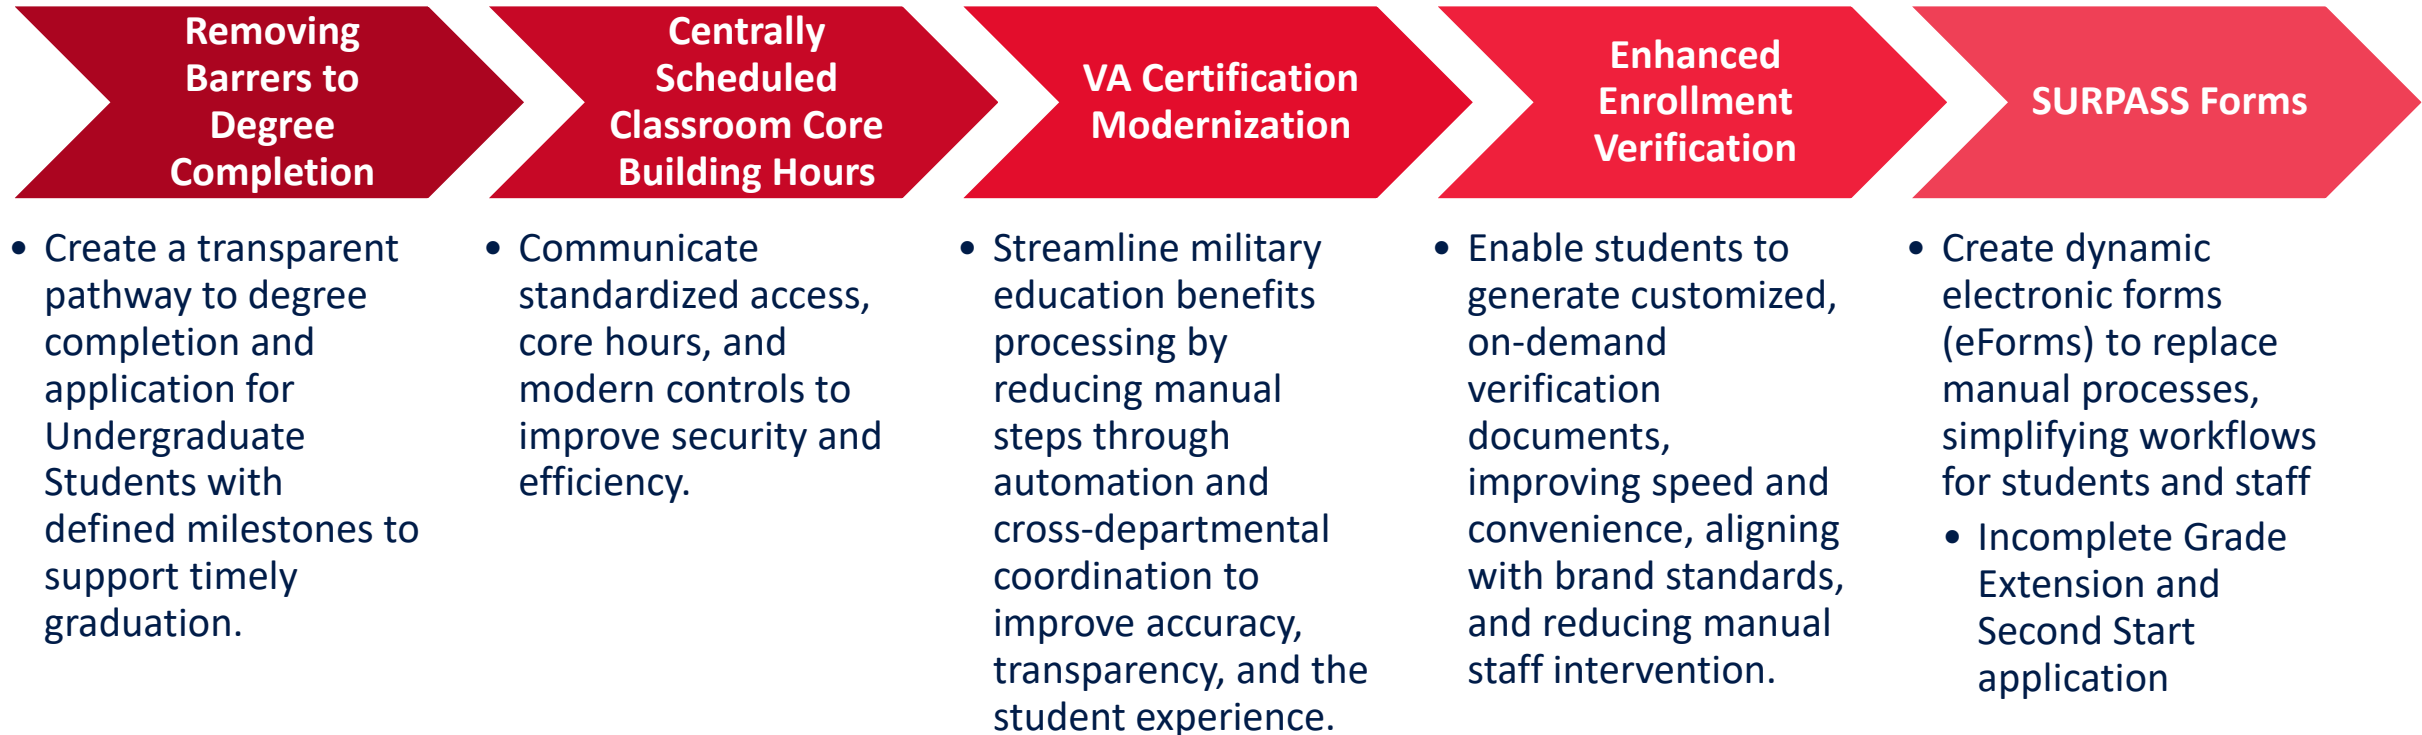 Removing
Barrers to
Degree
Completion
• Create a transparent
pathway to degree
completion and
application for
Undergraduate
Students with
defined milestones to
support timely
graduation.
Centrally
Scheduled
Classroom Core
Building Hours
• Communicate
standardized access,
core hours, and
modern controls to
improve security and
efficiency.
VA Certification
Modernization
• Streamline military
education benefits
processing by
reducing manual
steps through
automation and
cross-departmental
coordination to
improve accuracy,
transparency, and the
student experience.
Enhanced
Enrollment
Verification
• Enable students to
generate customized,
on-demand
verification
documents,
improving speed and
convenience, aligning
with brand standards,
and reducing manual
staff intervention.
SURPASS Forms
• Create dynamic
electronic forms
(eForms) to replace
manual processes,
simplifying workflows
for students and staff
• Incomplete Grade
Extension and
Second Start
application